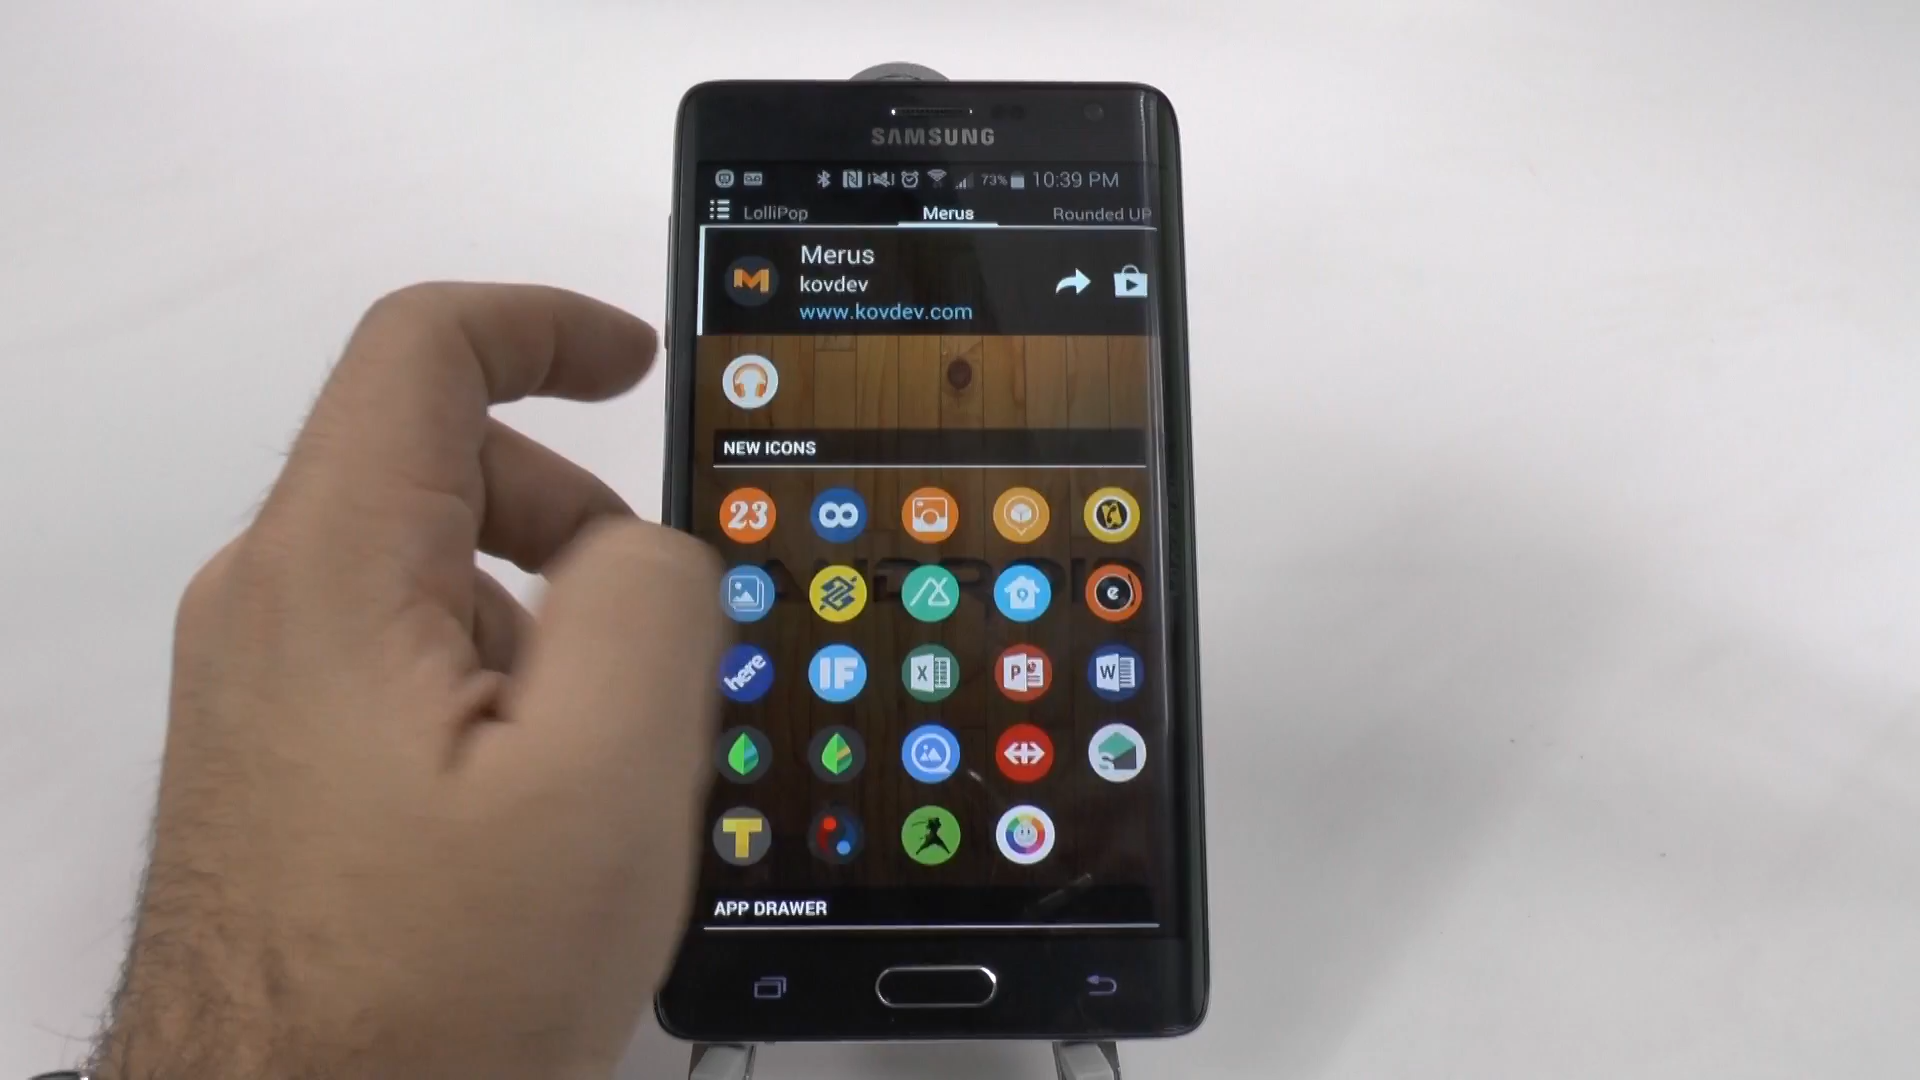 SAMSUNG
73% 10:39 PM
LolliPop Merus Rounded UP
Merus
kovdev
www.kovdev.com
NEW ICONS
23
e
here IF X P W
T
APP DRAWER
ANDROID